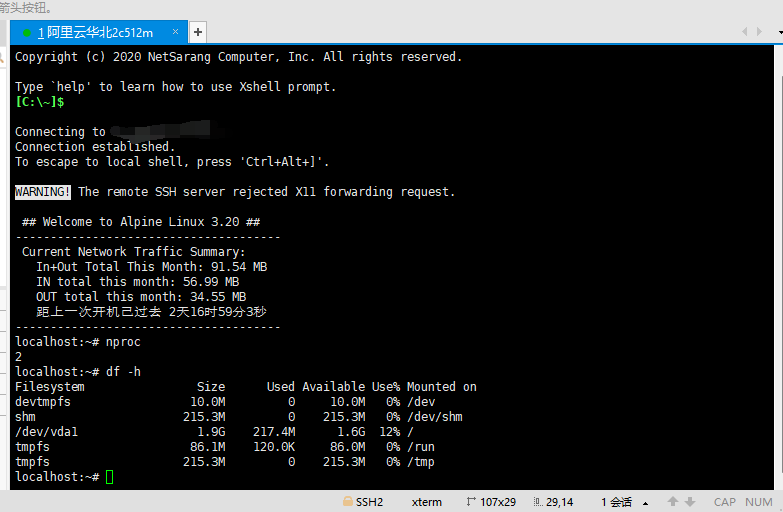 箭头按钮。
1 阿里云华北2c512m × +
Copyright (c) 2020 NetSarang Computer, Inc. All rights reserved.
Type `help' to learn how to use Xshell prompt.
[C:\~]$
Connecting to
Connection established.
To escape to local shell, press 'Ctrl+Alt+]'.
WARNING! The remote SSH server rejected X11 forwarding request.
## Welcome to Alpine Linux 3.20 ##
--------------------------------------
Current Network Traffic Summary:
In+Out Total This Month: 91.54 MB
IN total this month: 56.99 MB
OUT total this month: 34.55 MB
距上一次开机已过去 2天16时59分3秒
--------------------------------------
localhost:~# nproc
2
localhost:~# df -h
Filesystem Size Used Available Use% Mounted on
devtmpfs 10.0M 0 10.0M 0% /dev
shm 215.3M 0 215.3M 0% /dev/shm
/dev/vda1 1.9G 217.4M 1.6G 12% /
tmpfs 86.1M 120.0K 86.0M 0% /run
tmpfs 215.3M 0 215.3M 0% /tmp
localhost:~#
SSH2 xterm 107x29 29,14 1 会话 CAP NUM